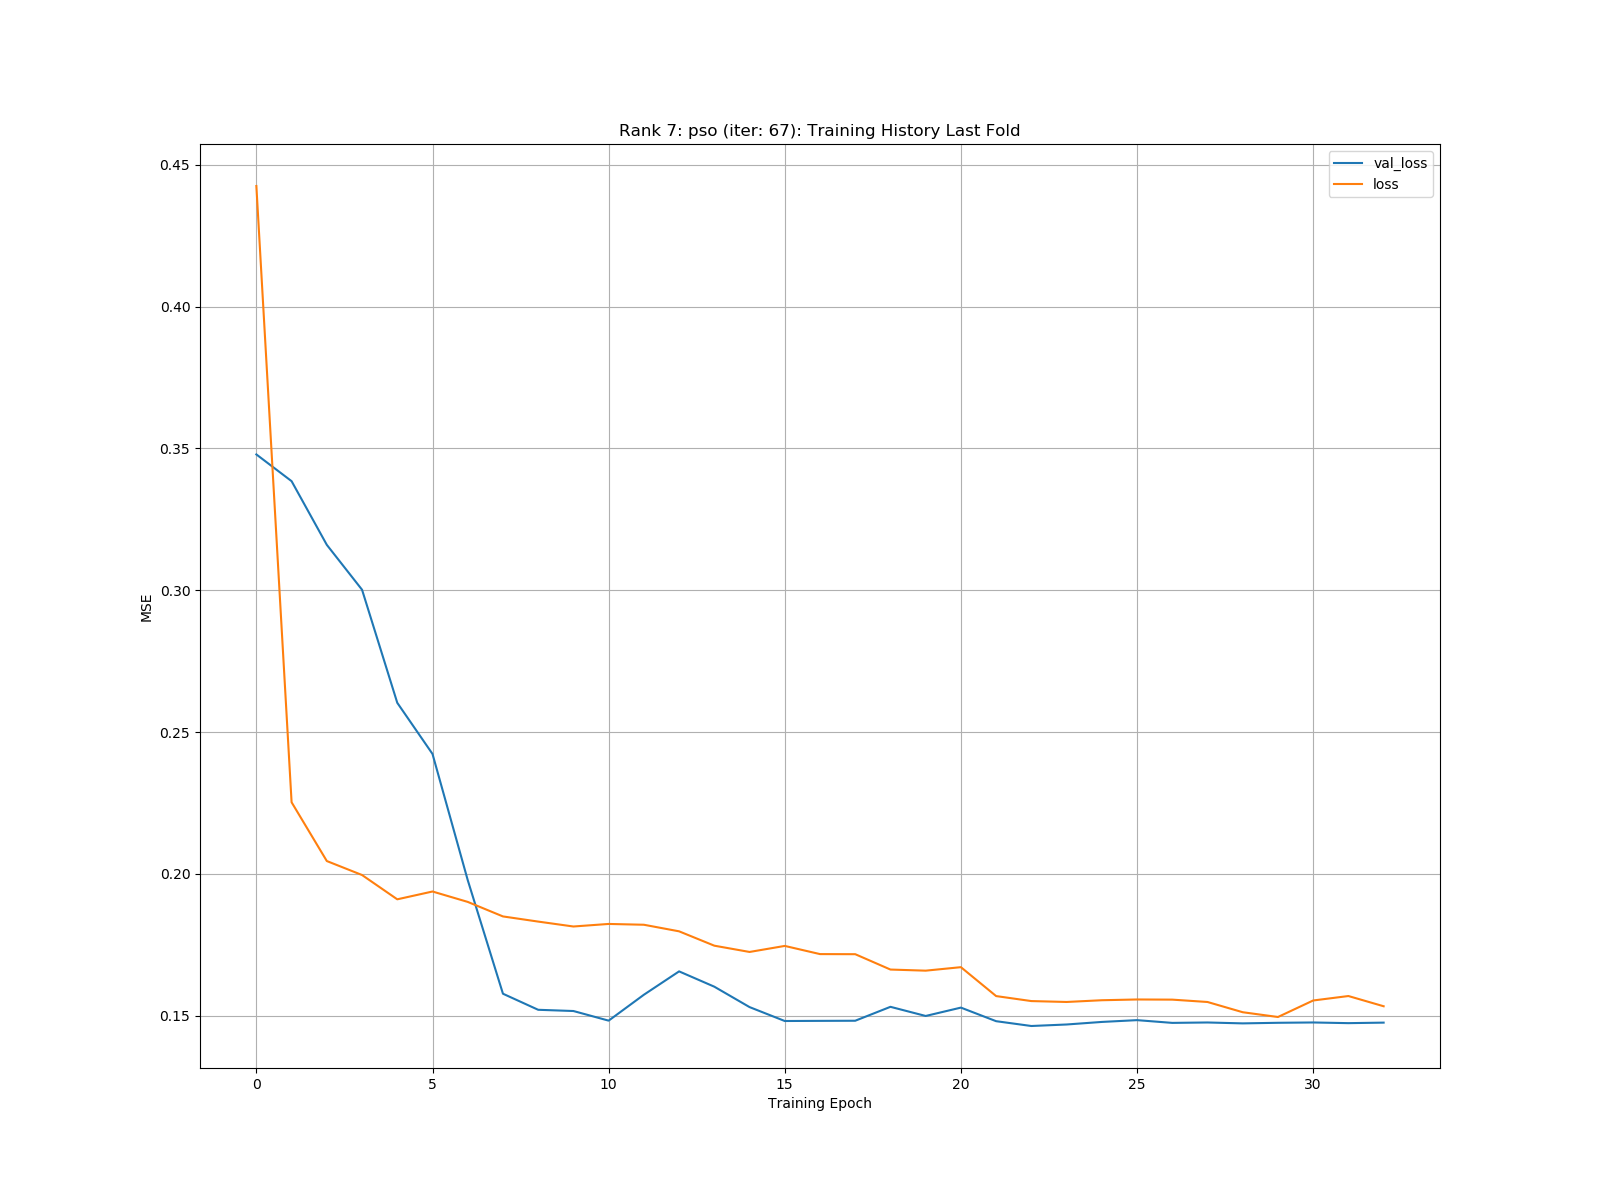 Rank 7: pso (iter: 67): Training History Last Fold
val_loss
loss
0.45
0.40
0.35
0.30
0.25
0.20
0.15
MSE
0 5 10 15 20 25 30
Training Epoch